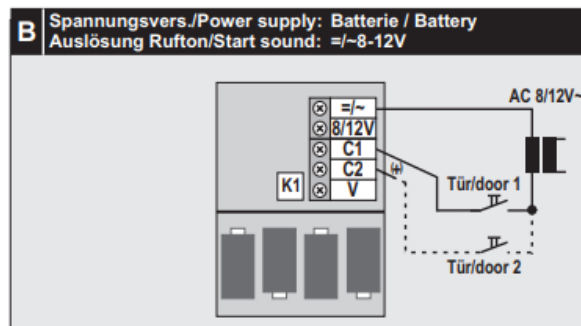 B
Spannungsvers./Power supply: Batterie / Battery
Auslösung Rufton/Start sound: =/~8-12V
AC 8/12V~
=/~
8/12V
C1
C2
(+)
K1
V
Tür/door 1
Tür/door 2